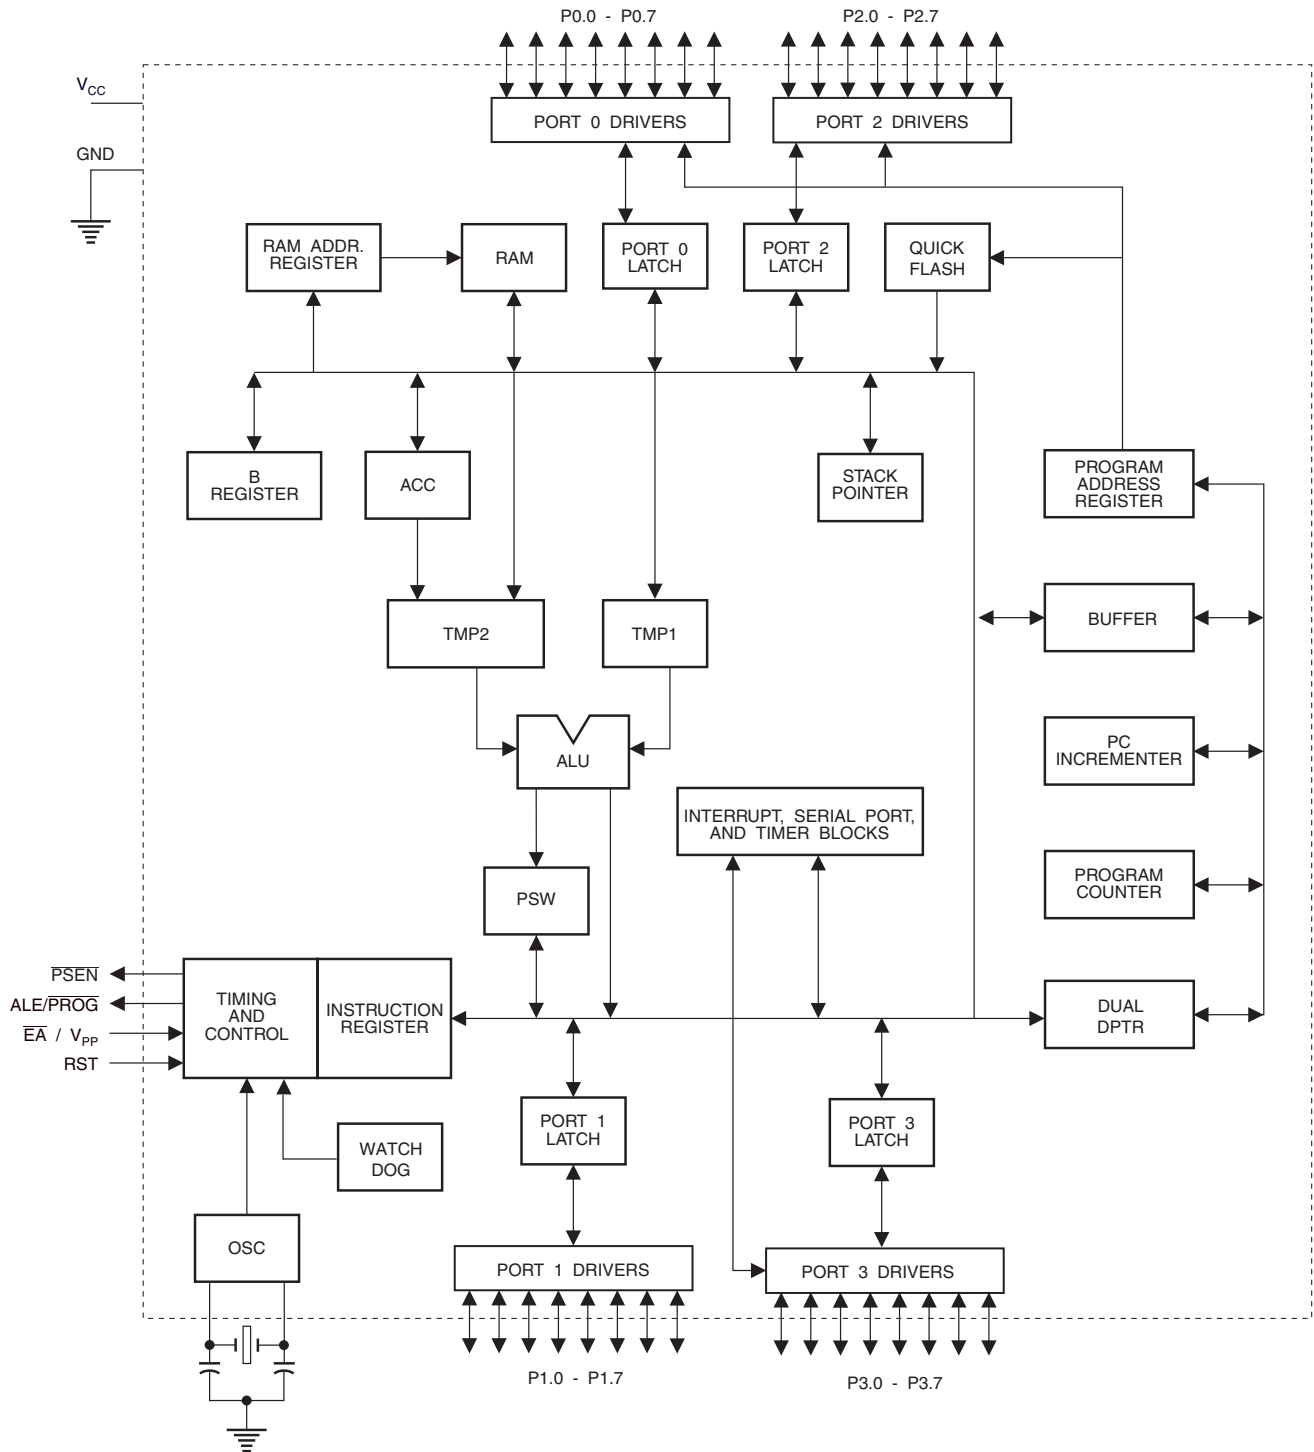 P0.0 - P0.7
P2.0 - P2.7
VCC
PORT 0 DRIVERS
PORT 2 DRIVERS
GND
RAM ADDR.
REGISTER
RAM
PORT 0
LATCH
PORT 2
LATCH
QUICK
FLASH
B
REGISTER
ACC
STACK
POINTER
PROGRAM
ADDRESS
REGISTER
TMP2
TMP1
BUFFER
ALU
PC
INCREMENTER
INTERRUPT, SERIAL PORT,
AND TIMER BLOCKS
PSW
PROGRAM
COUNTER
PSEN
ALE/PROG
EA / VPP
RST
TIMING
AND
CONTROL
INSTRUCTION
REGISTER
DUAL
DPTR
WATCH
DOG
PORT 1
LATCH
PORT 3
LATCH
OSC
PORT 1 DRIVERS
PORT 3 DRIVERS
P1.0 - P1.7
P3.0 - P3.7